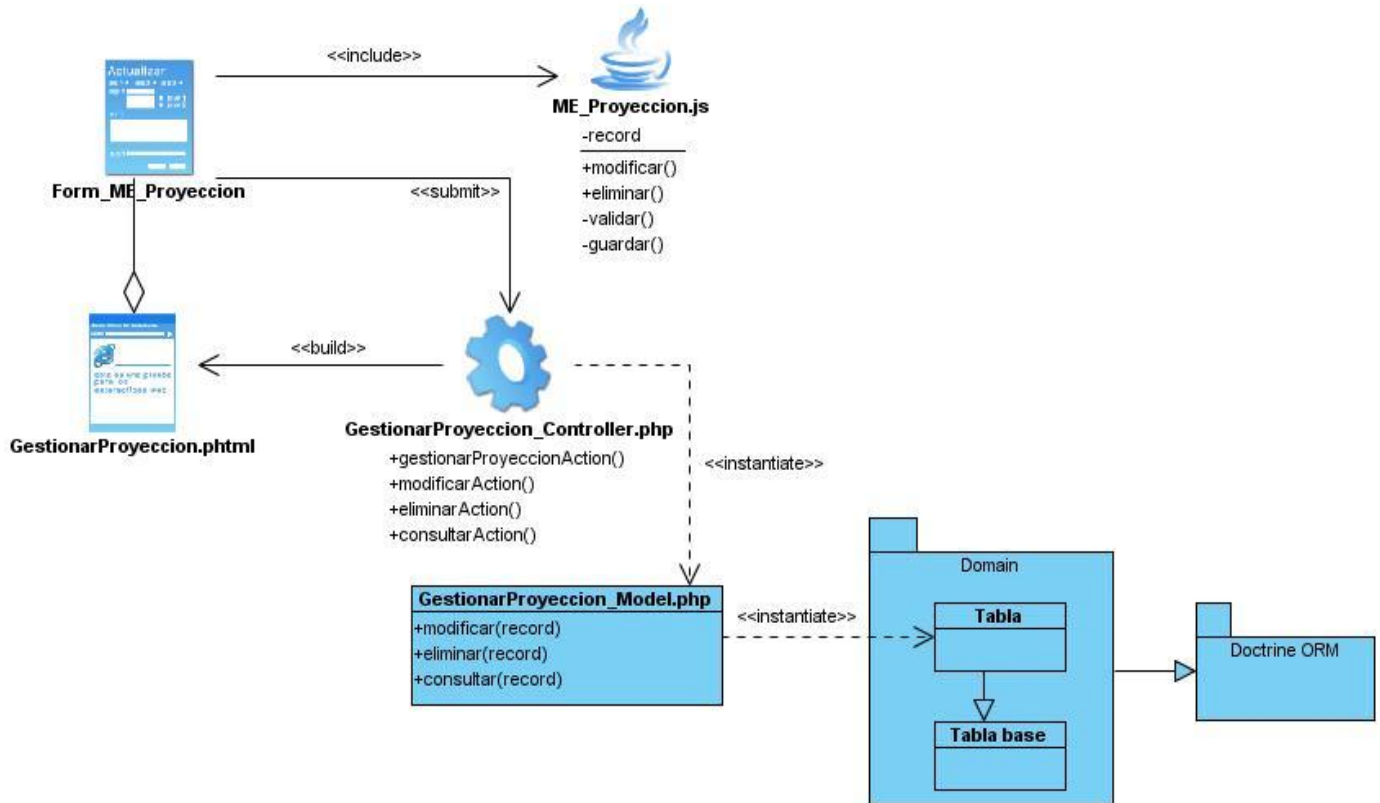 <<include>>
Actualizar
ME_Proyeccion.js
-record
+modificar()
+eliminar()
-validar()
-guardar()
Form_ME_Proyeccion
<<submit>>
<<build>>
GestionarProyeccion.phtml
GestionarProyeccion_Controller.php
+gestionarProyeccionAction()
+modificarAction()
+eliminarAction()
+consultarAction()
<<instantiate>>
GestionarProyeccion_Model.php
+modificar(record)
+eliminar(record)
+consultar(record)
<<instantiate>>
Domain
Tabla
Tabla base
Doctrine ORM